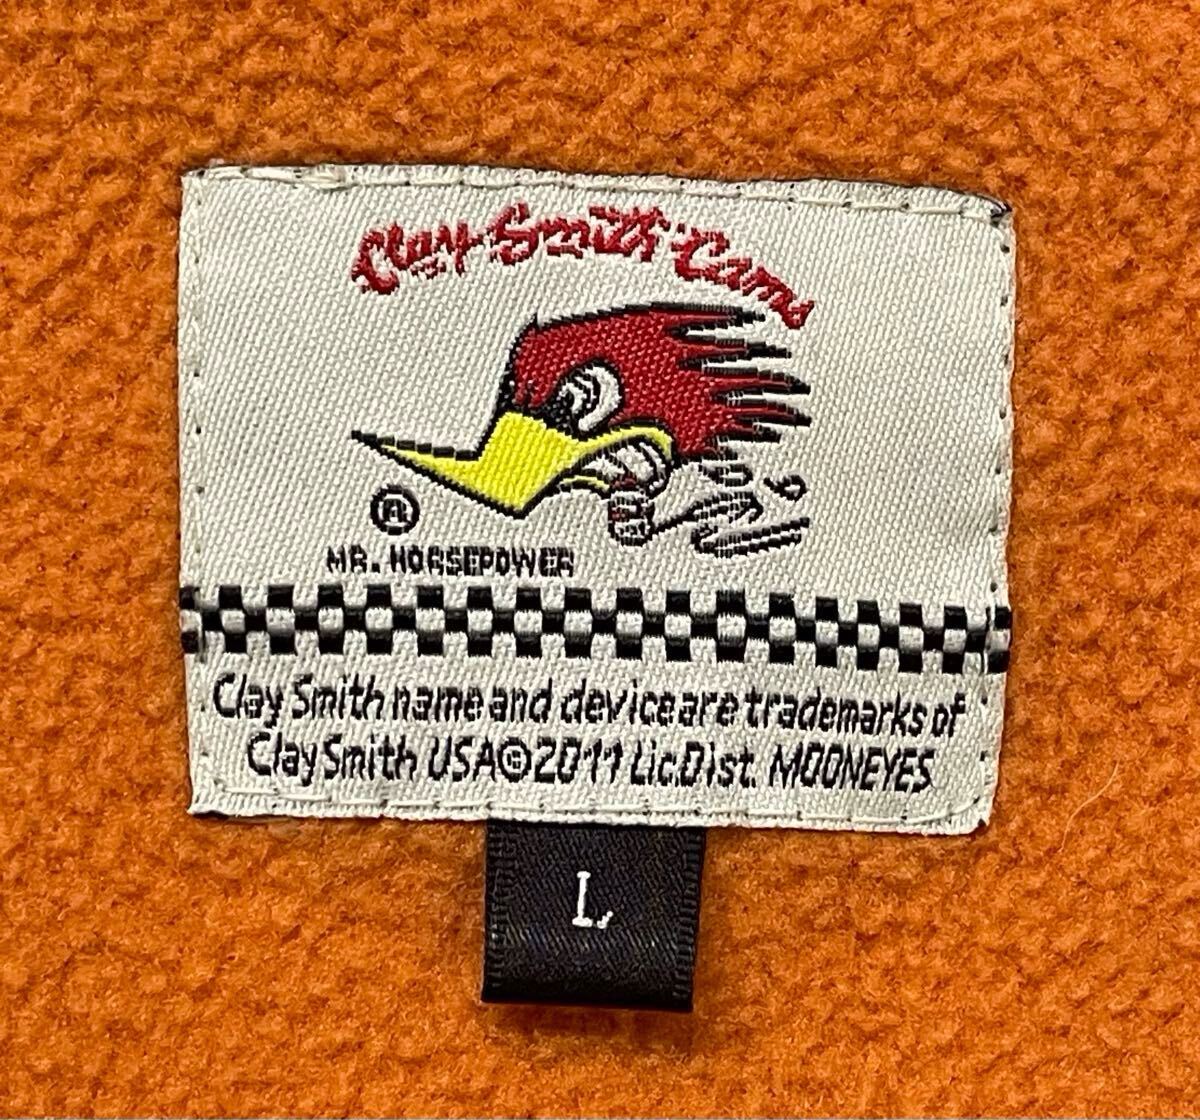 Clay Smith Cams
®
MR. HORSEPOWER
Clay Smith name and device are trademarks of
Clay Smith USA©2011 Lic.Dist. MOONEYES
L